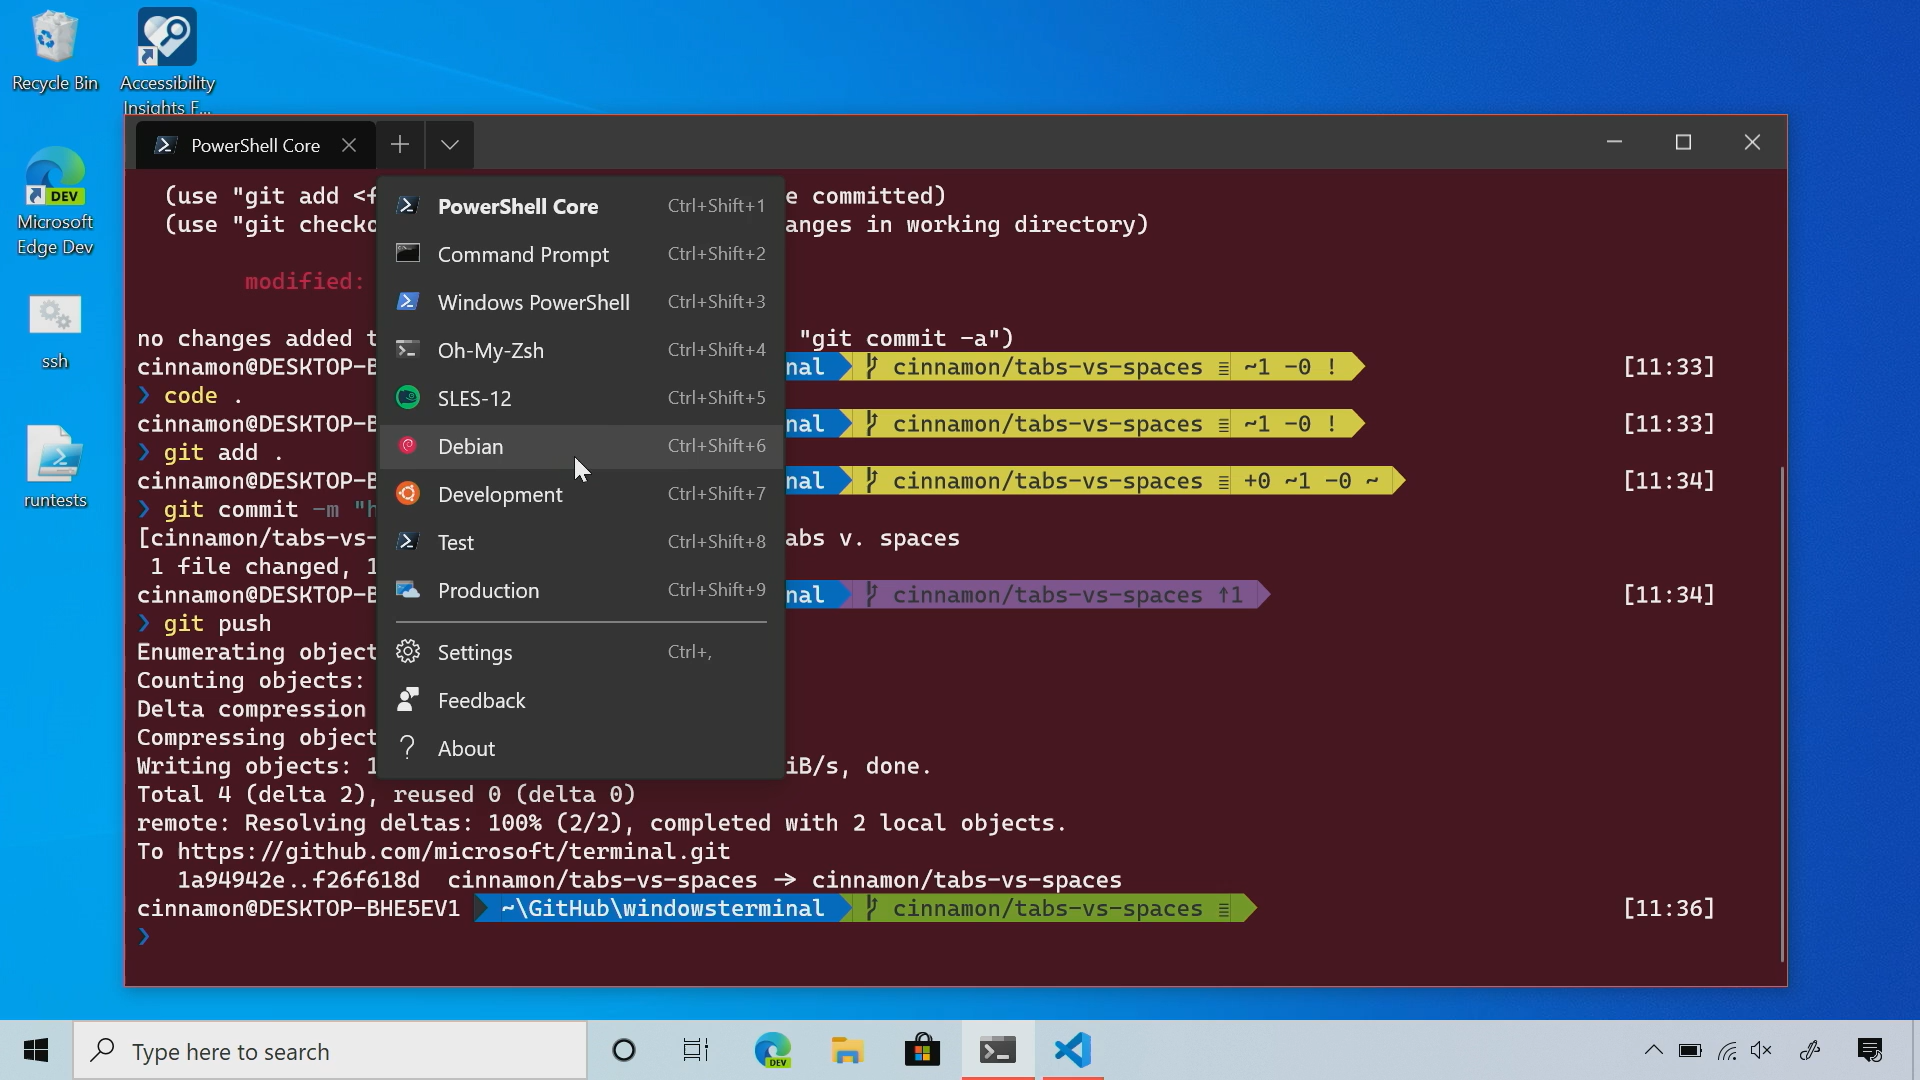 Recycle Bin
Accessibility
Insights F...
DEV
Microsoft
Edge Dev
ssh
runtests
PowerShell Core
PowerShell Core Ctrl+Shift+1
Command Prompt Ctrl+Shift+2
Windows PowerShell Ctrl+Shift+3
Oh-My-Zsh Ctrl+Shift+4
SLES-12 Ctrl+Shift+5
Debian Ctrl+Shift+6
Development Ctrl+Shift+7
Test Ctrl+Shift+8
Production Ctrl+Shift+9
Settings Ctrl+,
Feedback
About
(use "git add <f e committed)
(use "git checko anges in working directory)
modified:
no changes added t "git commit -a")
cinnamon@DESKTOP-B nal cinnamon/tabs-vs-spaces ≡ ~1 -0 ! [11:33]
❯ code .
cinnamon@DESKTOP-B nal cinnamon/tabs-vs-spaces ≡ ~1 -0 ! [11:33]
❯ git add .
cinnamon@DESKTOP-B nal cinnamon/tabs-vs-spaces ≡ +0 ~1 -0 ~ [11:34]
❯ git commit -m "h
[cinnamon/tabs-vs- abs v. spaces
1 file changed, 1
cinnamon@DESKTOP-B nal cinnamon/tabs-vs-spaces ↑1 [11:34]
❯ git push
Enumerating object
Counting objects:
Delta compression
Compressing object
Writing objects: 1 iB/s, done.
Total 4 (delta 2), reused 0 (delta 0)
remote: Resolving deltas: 100% (2/2), completed with 2 local objects.
To https://github.com/microsoft/terminal.git
1a94942e..f26f618d cinnamon/tabs-vs-spaces -> cinnamon/tabs-vs-spaces
cinnamon@DESKTOP-BHE5EV1 ~\GitHub\windowsterminal cinnamon/tabs-vs-spaces ≡ [11:36]
❯
Type here to search
DEV